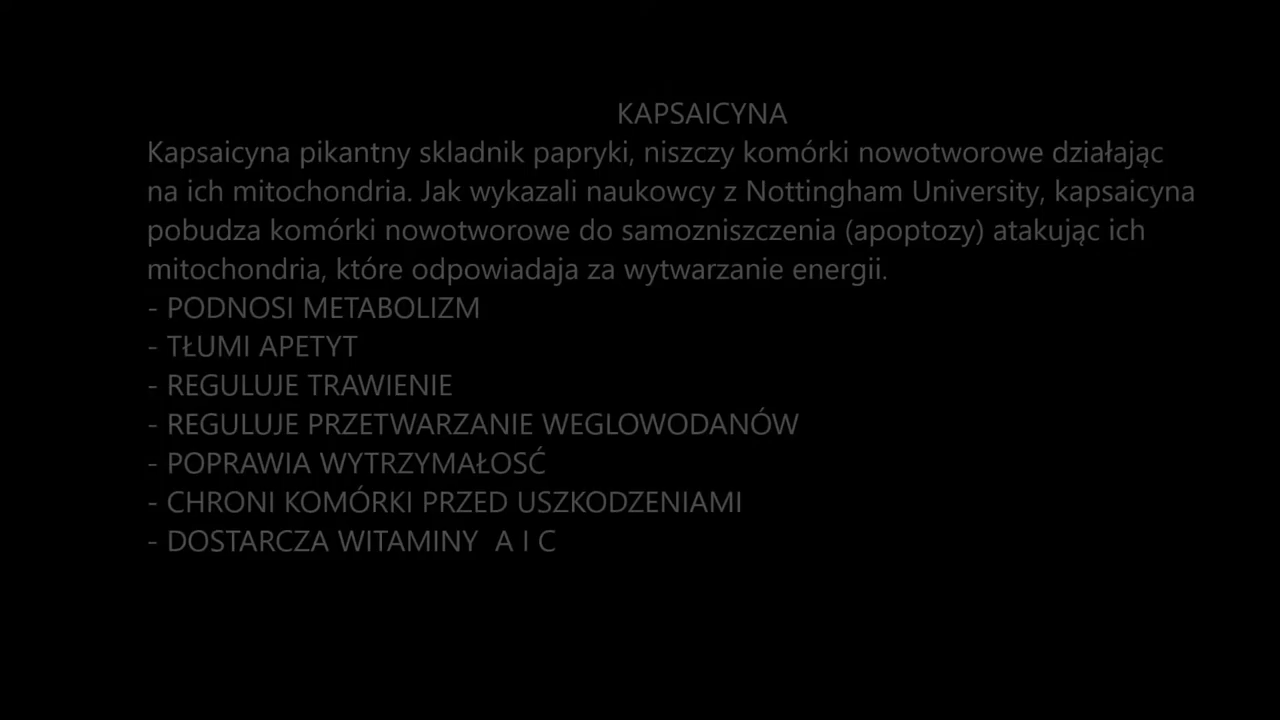 KAPSAICYNA
Kapsaicyna pikantny skladnik papryki, niszczy komórki nowotworowe działając
na ich mitochondria. Jak wykazali naukowcy z Nottingham University, kapsaicyna
pobudza komórki nowotworowe do samozniszczenia (apoptozy) atakując ich
mitochondria, które odpowiadaja za wytwarzanie energii.
- PODNOSI METABOLIZM
- TŁUMI APETYT
- REGULUJE TRAWIENIE
- REGULUJE PRZETWARZANIE WEGLOWODANÓW
- POPRAWIA WYTRZYMAŁOSĆ
- CHRONI KOMÓRKI PRZED USZKODZENIAMI
- DOSTARCZA WITAMINY  A I C